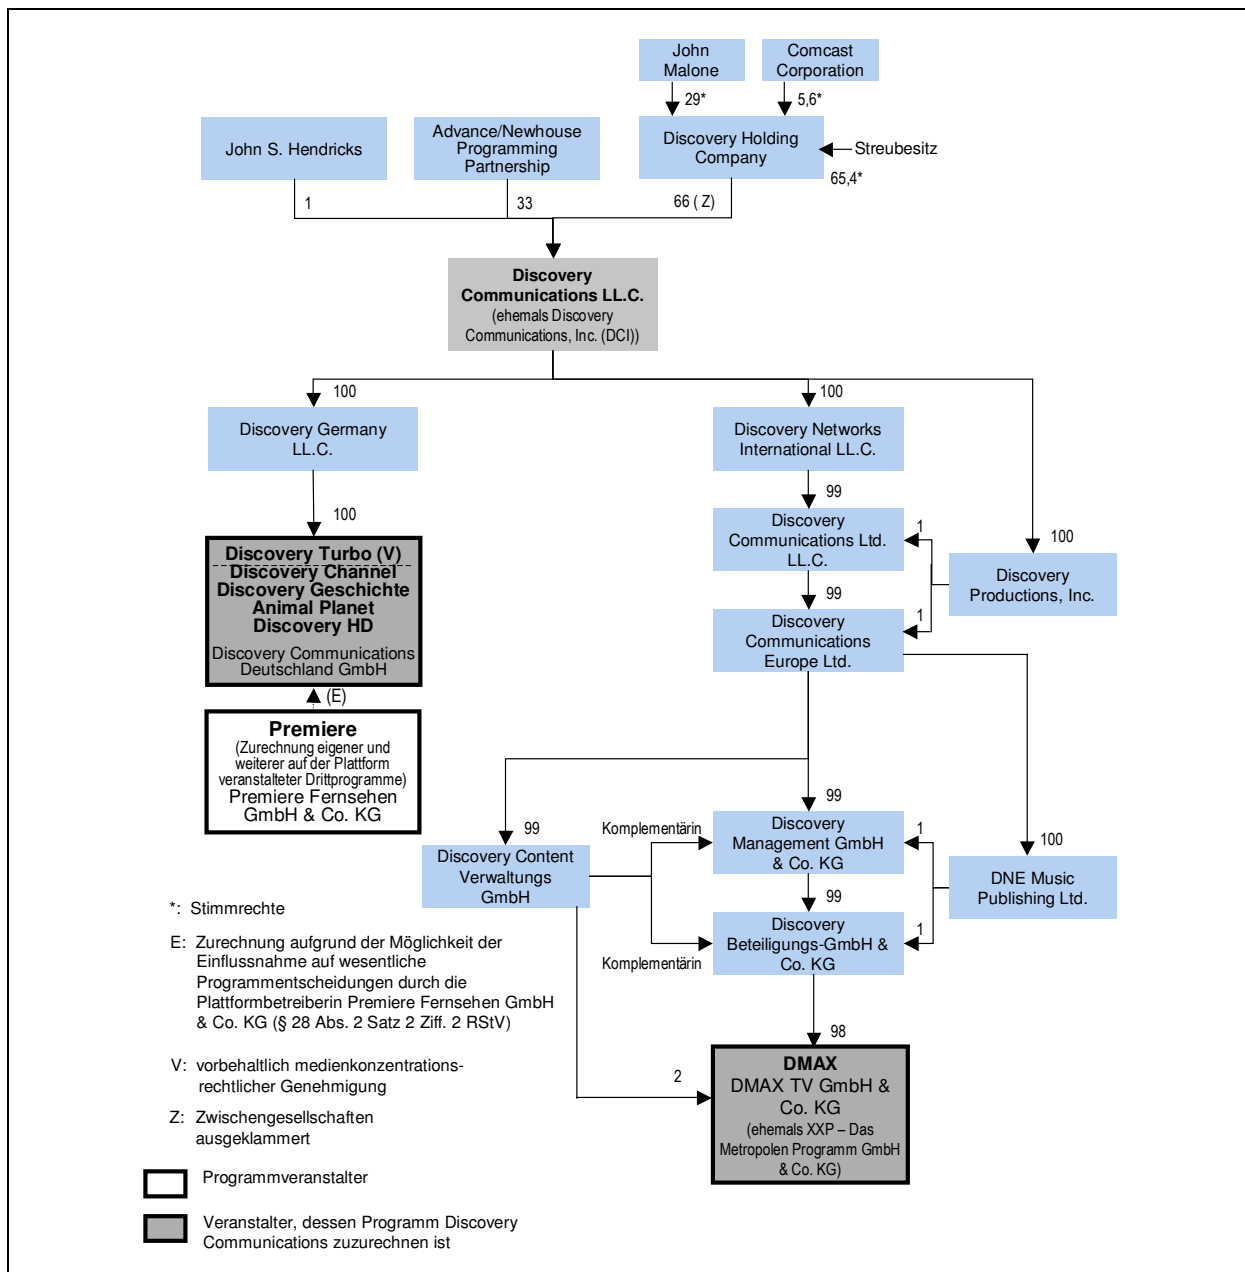 John
Malone
Comcast
Corporation
29*
5,6*
John S. Hendricks
Advance/Newhouse
Programming
Partnership
Discovery Holding
Company
Streubesitz
65,4*
1
33
66 ( Z)
Discovery
Communications LL.C.
(ehemals Discovery
Communications, Inc. (DCI))
100
100
Discovery Germany
LL.C.
Discovery Networks
International LL.C.
99
100
Discovery
Communications Ltd.
LL.C.
1
100
Discovery
Productions, Inc.
99
1
Discovery
Communications
Europe Ltd.
Discovery Turbo (V)
Discovery Channel
Discovery Geschichte
Animal Planet
Discovery HD
Discovery Communications
Deutschland GmbH
(E)
Premiere
(Zurechnung eigener und
weiterer auf der Plattform
veranstalteter Drittprogramme)
Premiere Fernsehen
GmbH & Co. KG
99
99
Komplementärin
Discovery
Management GmbH
& Co. KG
1
100
Discovery Content
Verwaltungs
GmbH
DNE Music
Publishing Ltd.
99
Discovery
Beteiligungs-GmbH &
Co. KG
1
Komplementärin
98
2
DMAX
DMAX TV GmbH &
Co. KG
(ehemals XXP – Das
Metropolen Programm GmbH
& Co. KG)
*: Stimmrechte
E: Zurechnung aufgrund der Möglichkeit der
Einflussnahme auf wesentliche
Programmentscheidungen durch die
Plattformbetreiberin Premiere Fernsehen GmbH
& Co. KG (§ 28 Abs. 2 Satz 2 Ziff. 2 RStV)
V: vorbehaltlich medienkonzentrations-
rechtlicher Genehmigung
Z: Zwischengesellschaften
ausgeklammert
Programmveranstalter
Veranstalter, dessen Programm Discovery
Communications zuzurechnen ist